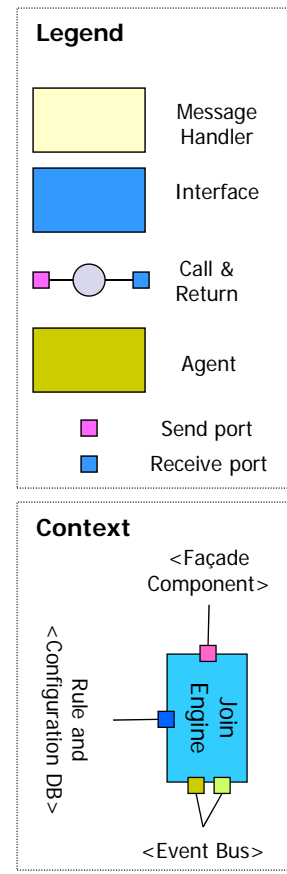 Legend
Message
Handler
Interface
Call &
Return
Agent
Send port
Receive port
Context
<Façade
Component>
Rule and
<Configuration DB>
Join
Engine
<Event Bus>